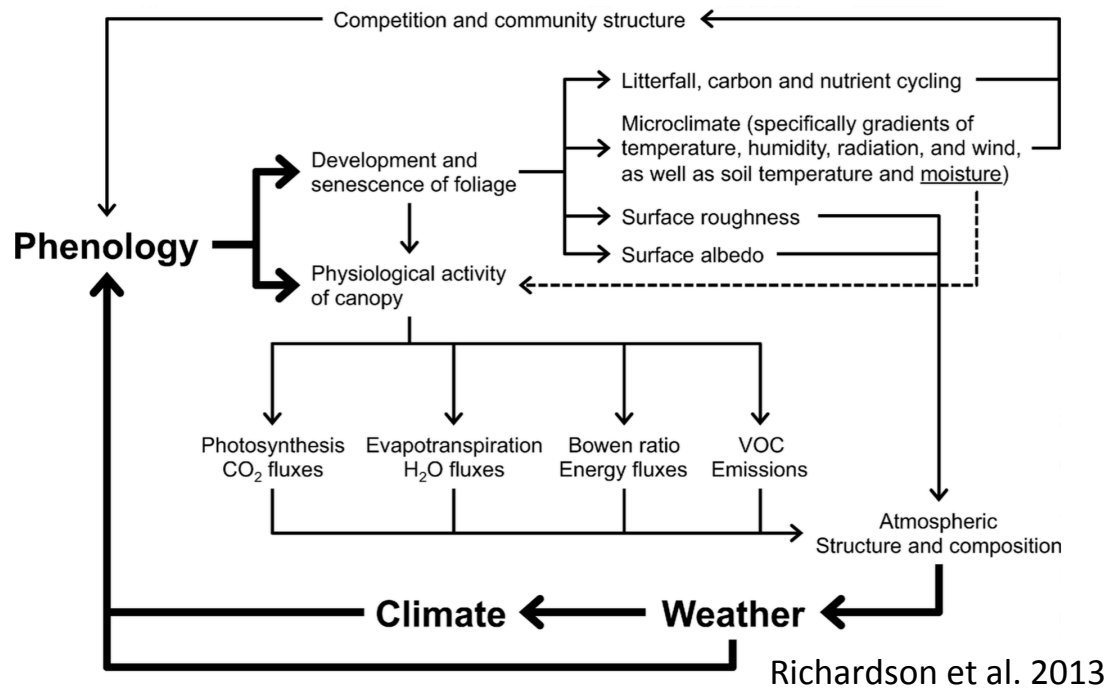 Competition and community structure
Litterfall, carbon and nutrient cycling
Microclimate (specifically gradients of
temperature, humidity, radiation, and wind,
as well as soil temperature and moisture)
Development and
senescence of foliage
Surface roughness
Phenology
Surface albedo
Physiological activity
of canopy
Photosynthesis
CO₂ fluxes
Evapotranspiration
H₂O fluxes
Bowen ratio
Energy fluxes
VOC
Emissions
Atmospheric
Structure and composition
Climate
Weather
Richardson et al. 2013